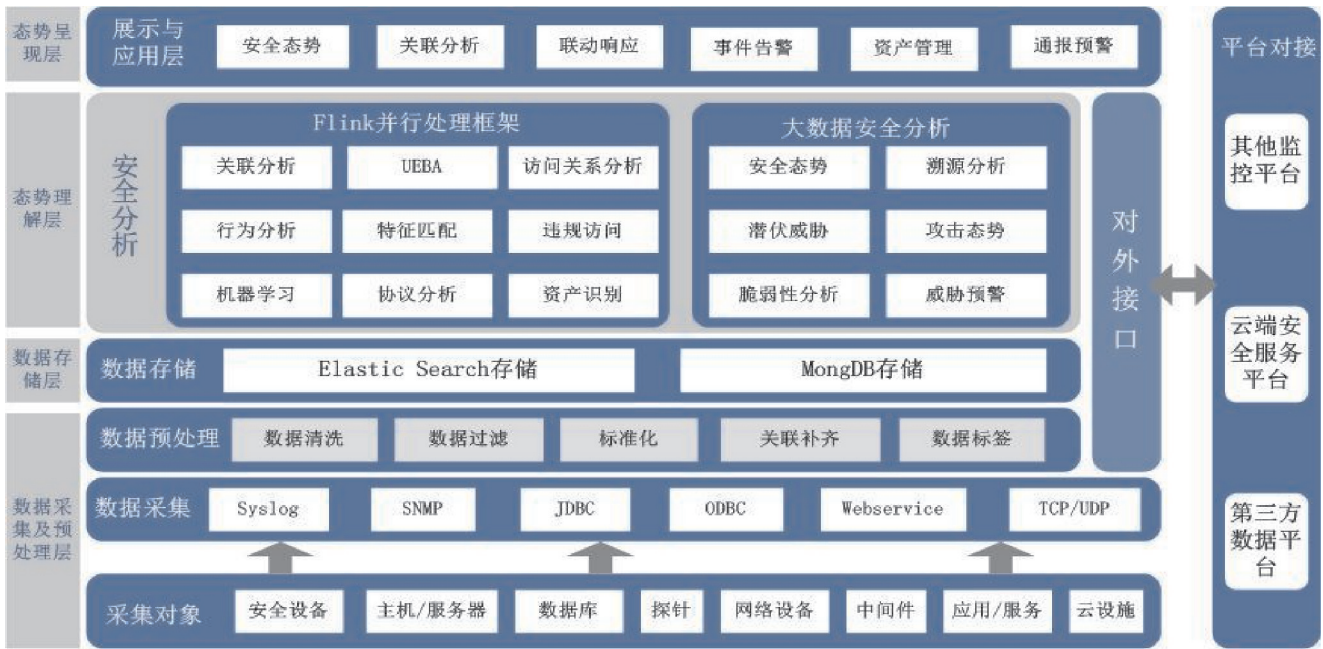 态势呈
现层
展示与
应用层
安全态势
关联分析
联动响应
事件告警
资产管理
通报预警
态势理
解层
安全分析
Flink并行处理框架
关联分析
UEBA
访问关系分析
行为分析
特征匹配
违规访问
机器学习
协议分析
资产识别
大数据安全分析
安全态势
溯源分析
潜伏威胁
攻击态势
脆弱性分析
威胁预警
对外接口
数据存
储层
数据存储
Elastic Search存储
MongDB存储
数据采
集及预
处理层
数据预处理
数据清洗
数据过滤
标准化
关联补齐
数据标签
数据采集
Syslog
SNMP
JDBC
ODBC
Webservice
TCP/UDP
采集对象
安全设备
主机/服务器
数据库
探针
网络设备
中间件
应用/服务
云设施
平台对接
其他监
控平台
云端安
全服务
平台
第三方
数据平
台